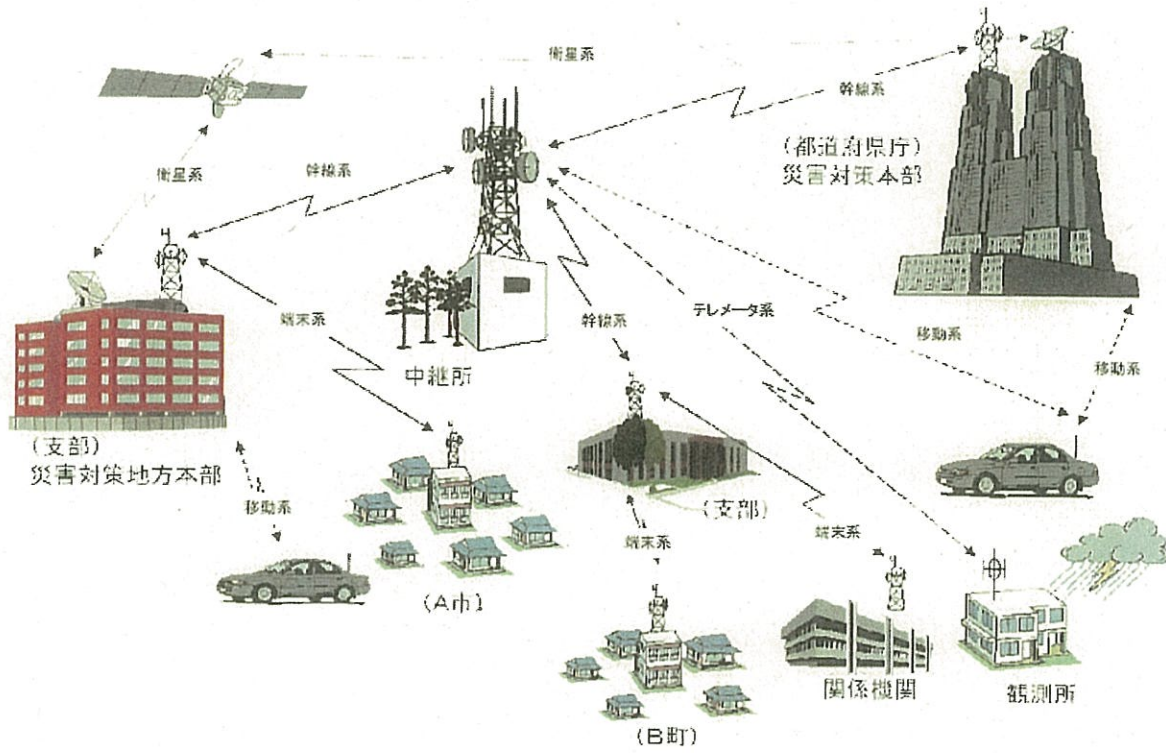 衛星系
幹線系
(都道府県庁)
災害対策本部
衛星系
幹線系
端末系
幹線系
テレメータ系
移動系
移動系
中継所
(支部)
災害対策地方本部
移動系
(支部)
端末系
端末系
(A市)
関係機関
観測所
(B町)